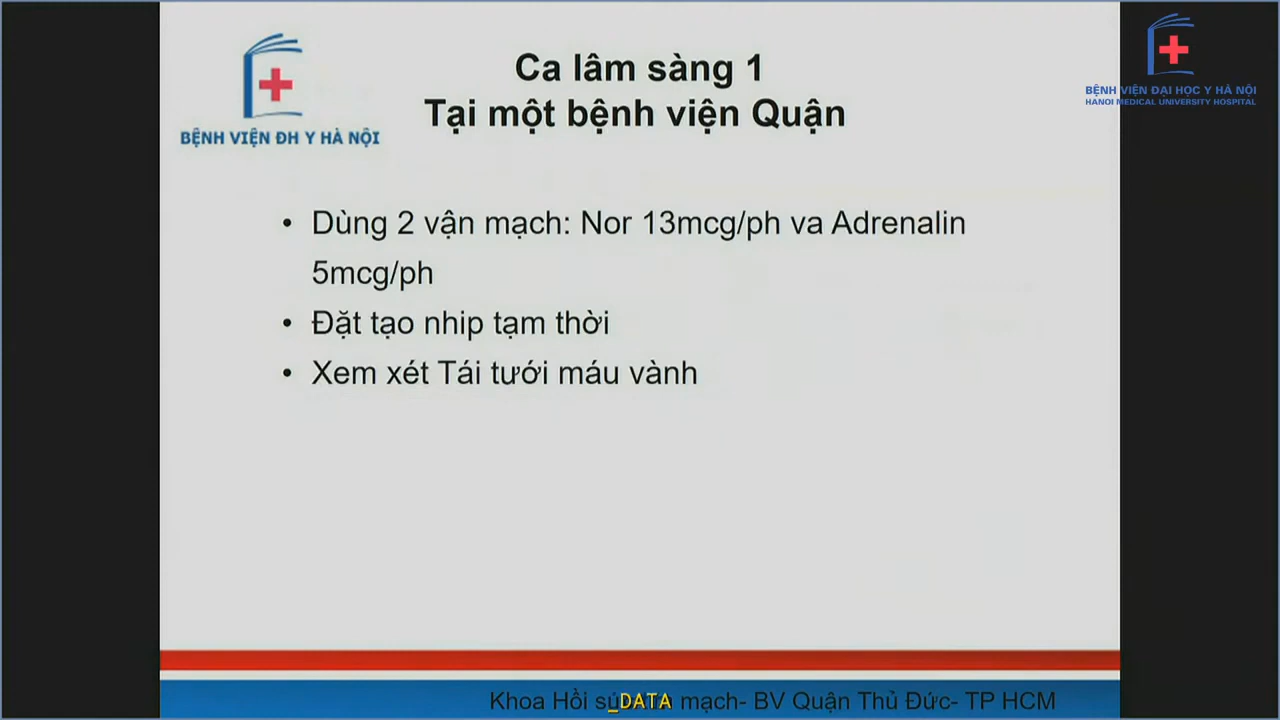 BỆNH VIỆN ĐH Y HÀ NỘI
Ca lâm sàng 1
Tại một bệnh viện Quận
BỆNH VIỆN ĐẠI HỌC Y HÀ NỘI
HANOI MEDICAL UNIVERSITY HOSPITAL
• Dùng 2 vận mạch: Nor 13mcg/ph va Adrenalin
5mcg/ph
• Đặt tạo nhip tạm thời
• Xem xét Tái tưới máu vành
Khoa Hồi mạch- BV Quận Thủ Đức- TP HCM
_DATA